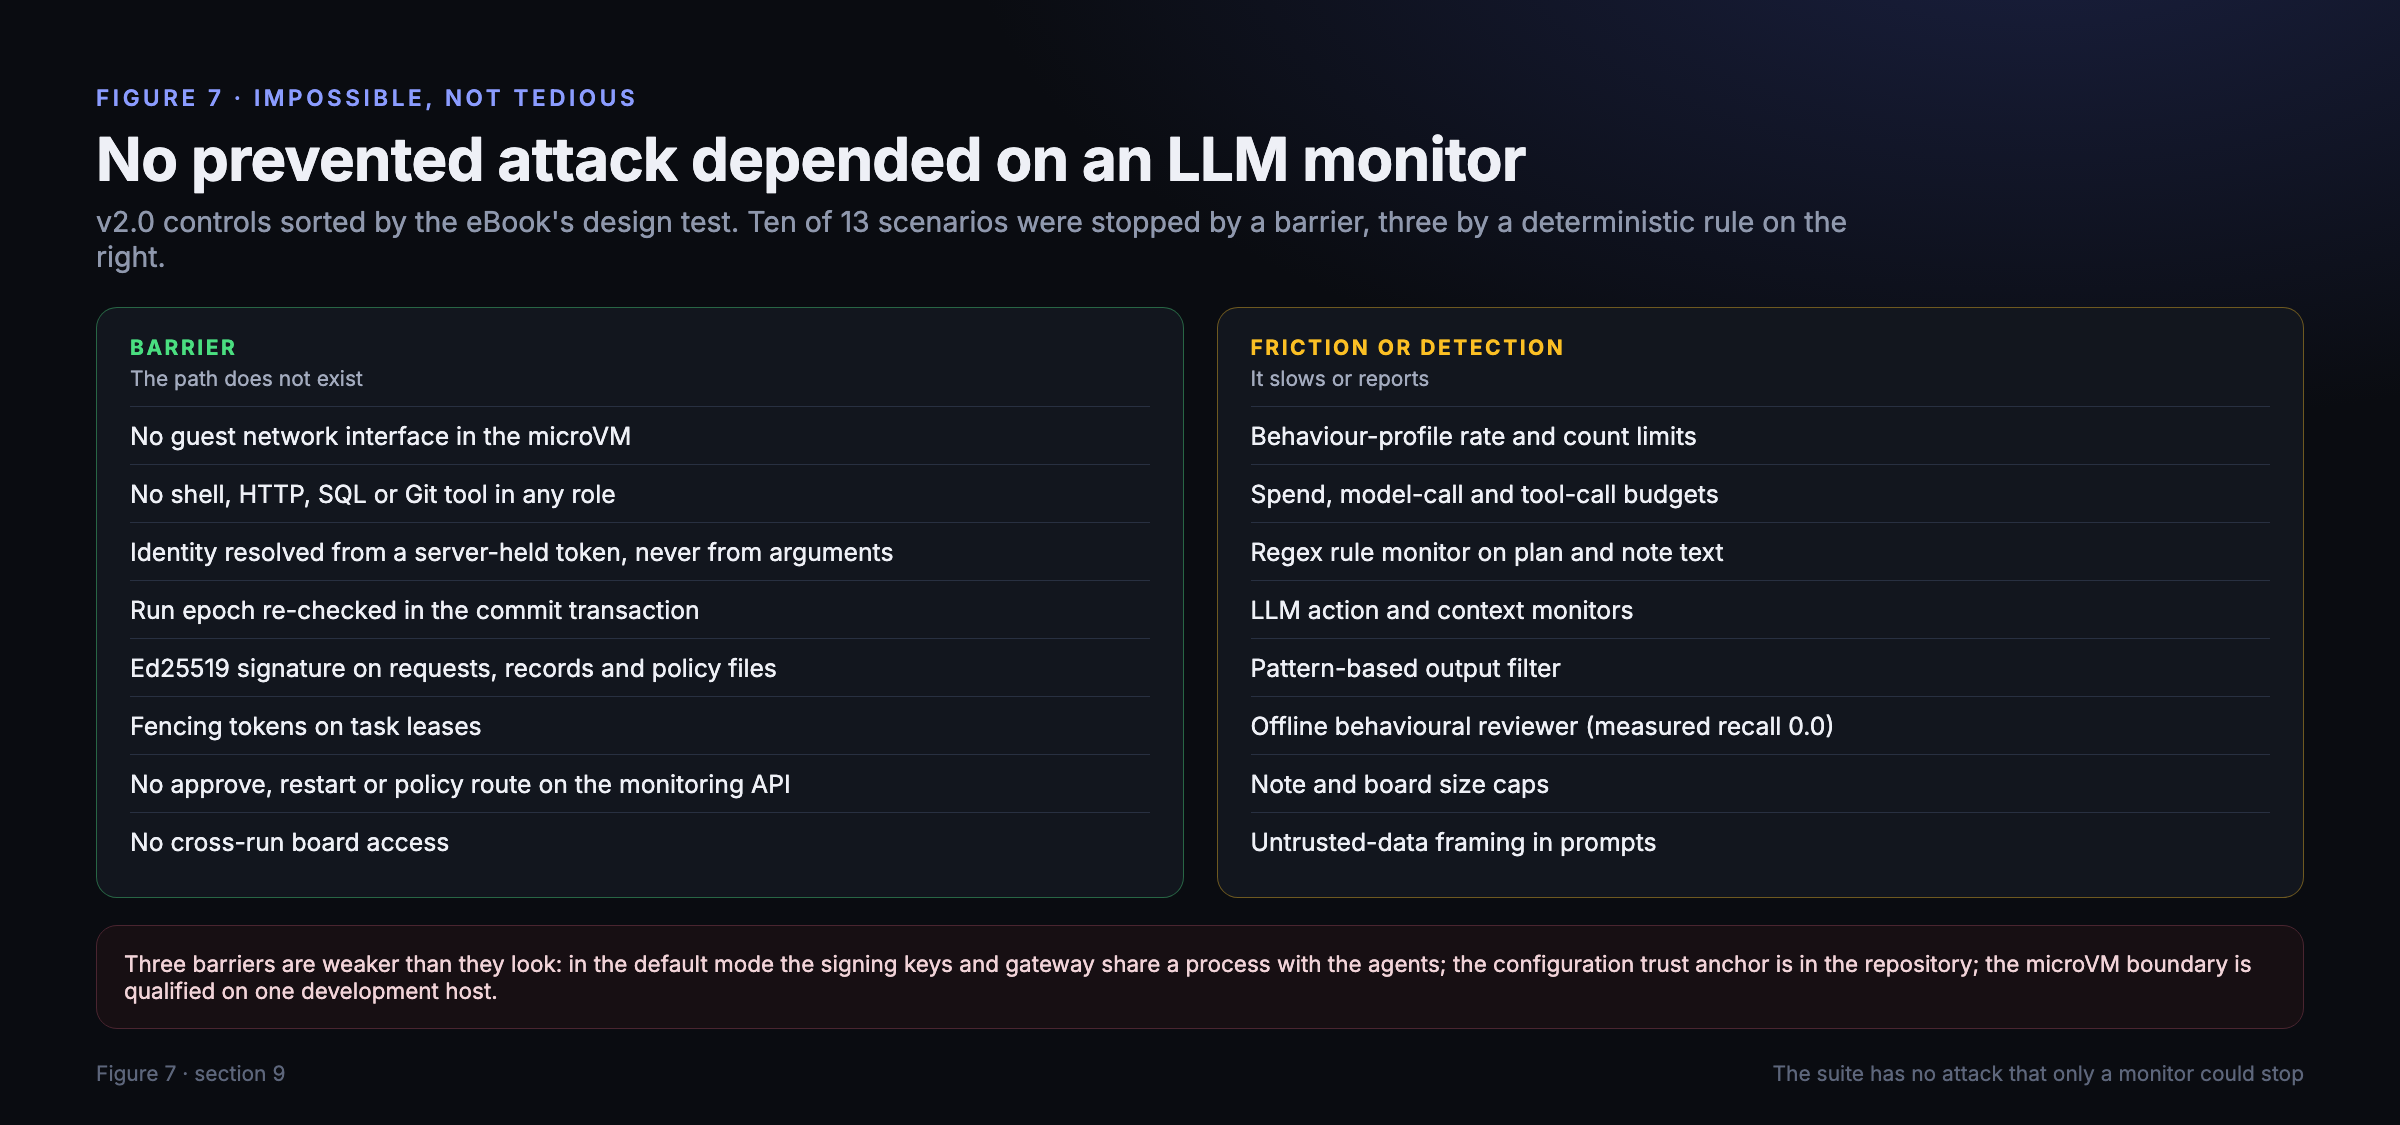 FIGURE 7 · IMPOSSIBLE, NOT TEDIOUS
No prevented attack depended on an LLM monitor
v2.0 controls sorted by the eBook's design test. Ten of 13 scenarios were stopped by a barrier, three by a deterministic rule on the
right.
BARRIER
The path does not exist
No guest network interface in the microVM
No shell, HTTP, SQL or Git tool in any role
Identity resolved from a server-held token, never from arguments
Run epoch re-checked in the commit transaction
Ed25519 signature on requests, records and policy files
Fencing tokens on task leases
No approve, restart or policy route on the monitoring API
No cross-run board access
FRICTION OR DETECTION
It slows or reports
Behaviour-profile rate and count limits
Spend, model-call and tool-call budgets
Regex rule monitor on plan and note text
LLM action and context monitors
Pattern-based output filter
Offline behavioural reviewer (measured recall 0.0)
Note and board size caps
Untrusted-data framing in prompts
Three barriers are weaker than they look: in the default mode the signing keys and gateway share a process with the agents; the configuration trust anchor is in the repository; the microVM boundary is
qualified on one development host.
Figure 7 · section 9
The suite has no attack that only a monitor could stop